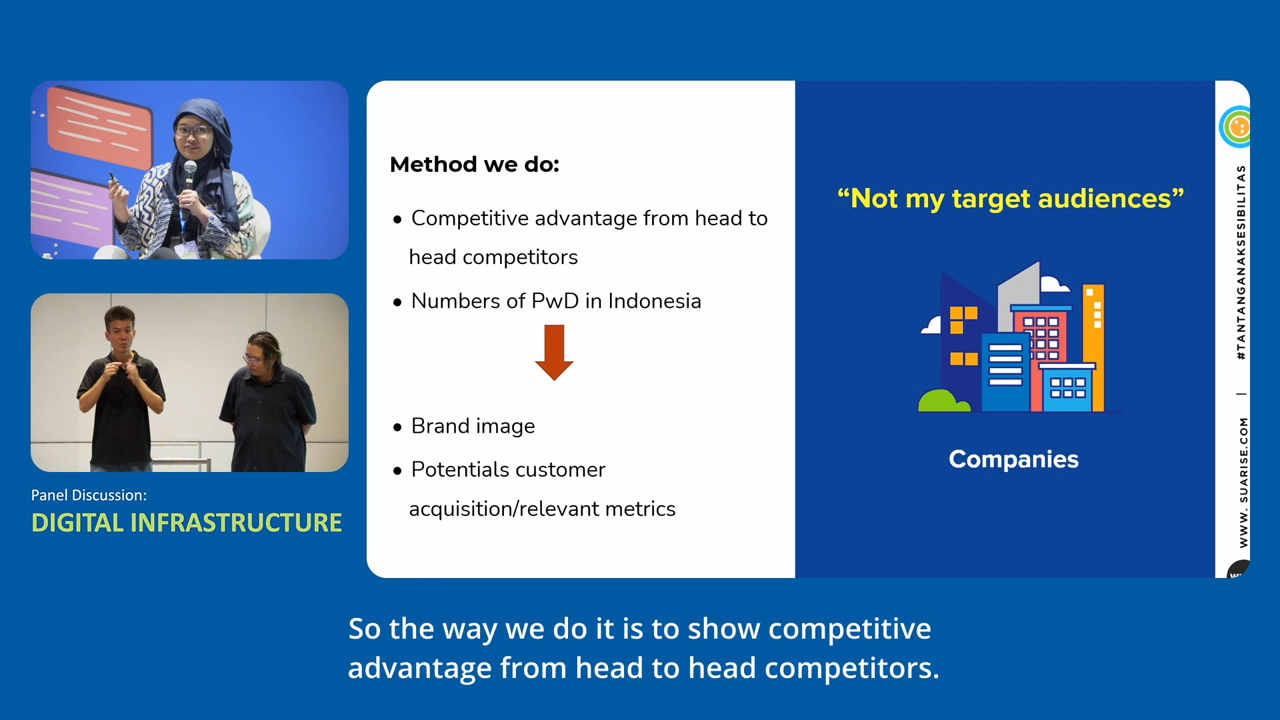 Method we do:
• Competitive advantage from head to
head competitors
• Numbers of PwD in Indonesia
• Brand image
• Potentials customer
acquisition/relevant metrics
“Not my target audiences”
Companies
#TANTANGANAKSESIBILITAS
|
WWW. SUARISE.COM
Panel Discussion:
DIGITAL INFRASTRUCTURE
So the way we do it is to show competitive
advantage from head to head competitors.